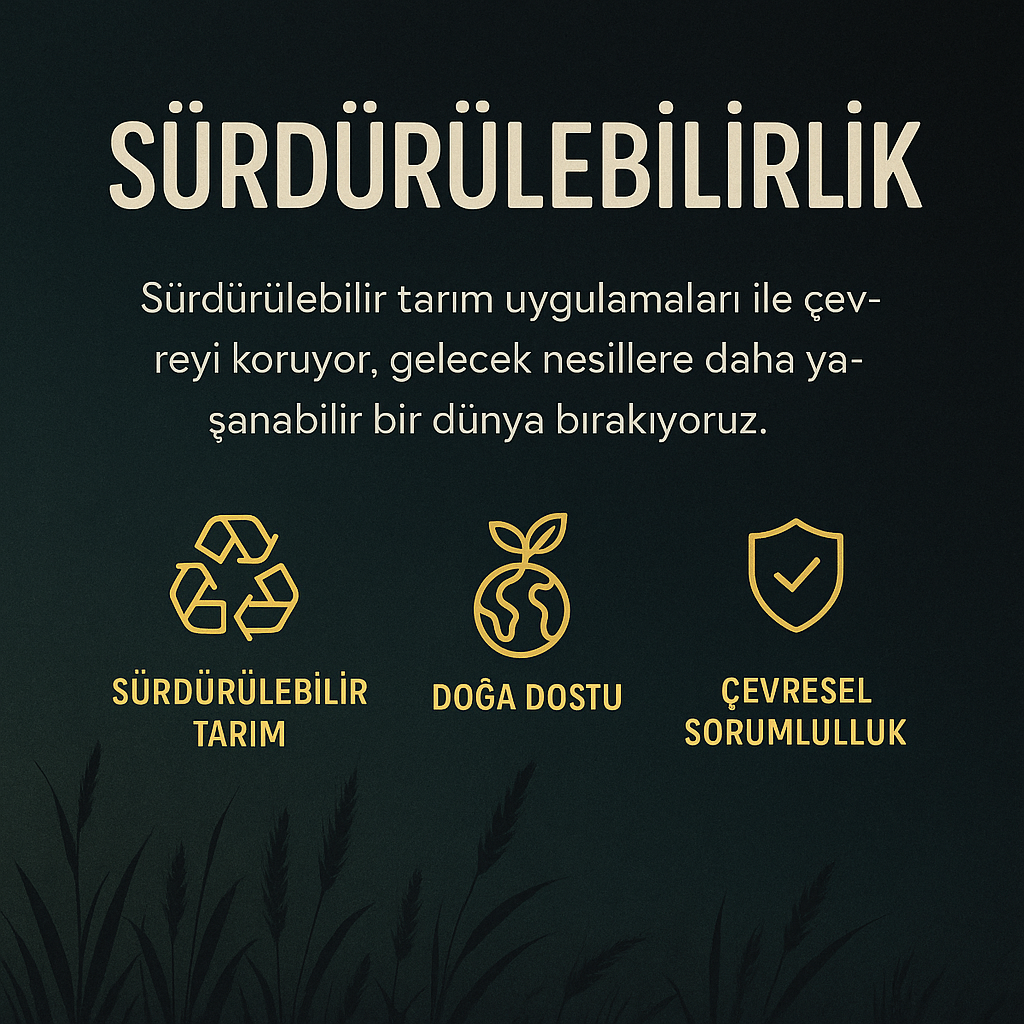 SÜRDÜRÜLEBİLİRLİK
Sürdürülebilir tarım uygulamaları ile çev-
reyi koruyor, gelecek nesillere daha ya-
şanabilir bir dünya bırakıyoruz.
SÜRDÜRÜLEBİLİR
TARIM
DOĞA DOSTU
ÇEVRESEL
SORUMLULLUK